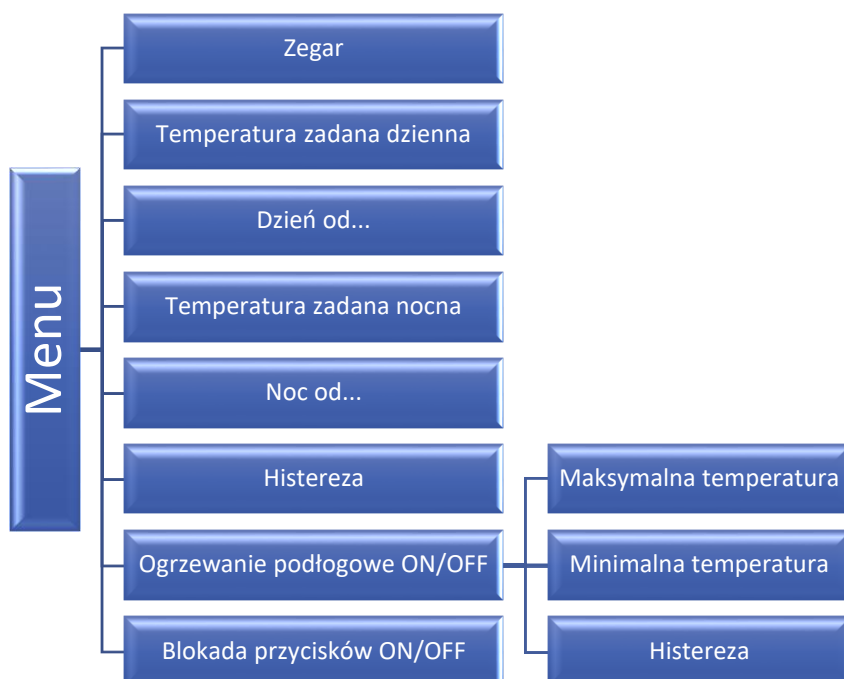 Menu
Zegar
Temperatura zadana dzienna
Dzień od...
Temperatura zadana nocna
Noc od...
Histereza
Ogrzewanie podłogowe ON/OFF
Maksymalna temperatura
Minimalna temperatura
Histereza
Blokada przycisków ON/OFF